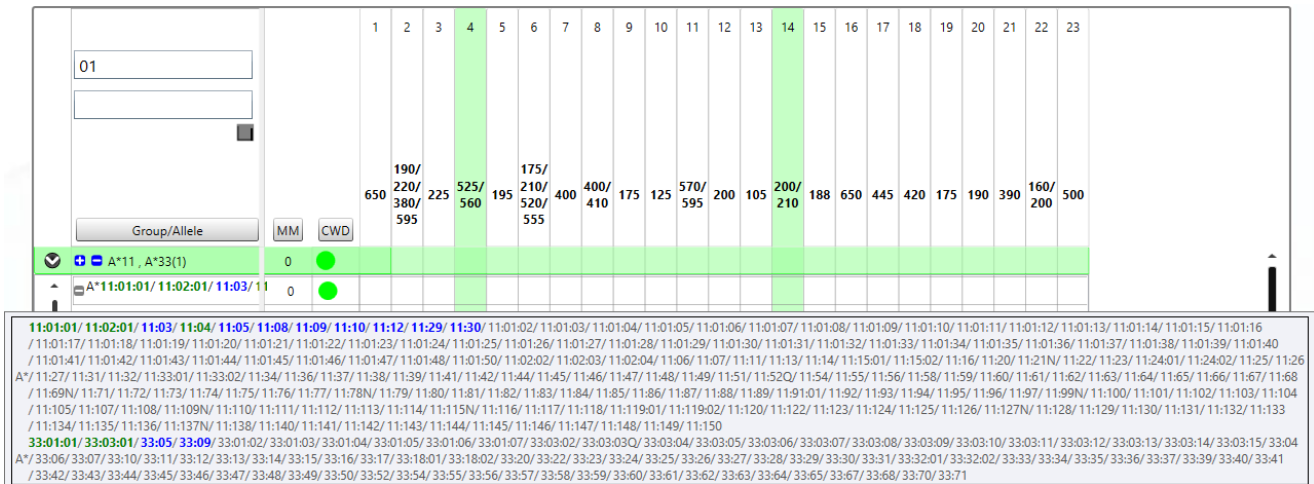 1 2 3 4 5 6 7 8 9 10 11 12 13 14 15 16 17 18 19 20 21 22 23
01
650 190/220/380/595 225 525/560 195 175/210/520/555 400 400/410 175 125 570/595 200 105 200/210 188 650 445 420 175 190 390 160/200 500
Group/Allele MM CWD
A*11 , A*33(1) 0
A*11:01:01/ 11:02:01/ 11:03/ 11 0
11:01:01/ 11:02:01/ 11:03/ 11:04/ 11:05/ 11:08/ 11:09/ 11:10/ 11:12/ 11:29/ 11:30/ 11:01:02/ 11:01:03/ 11:01:04/ 11:01:05/ 11:01:06/ 11:01:07/ 11:01:08/ 11:01:09/ 11:01:10/ 11:01:11/ 11:01:12/ 11:01:13/ 11:01:14/ 11:01:15/ 11:01:16
/ 11:01:17/ 11:01:18/ 11:01:19/ 11:01:20/ 11:01:21/ 11:01:22/ 11:01:23/ 11:01:24/ 11:01:25/ 11:01:26/ 11:01:27/ 11:01:28/ 11:01:29/ 11:01:30/ 11:01:31/ 11:01:32/ 11:01:33/ 11:01:34/ 11:01:35/ 11:01:36/ 11:01:37/ 11:01:38/ 11:01:39/ 11:01:40
/ 11:01:41/ 11:01:42/ 11:01:43/ 11:01:44/ 11:01:45/ 11:01:46/ 11:01:47/ 11:01:48/ 11:01:50/ 11:02:02/ 11:02:03/ 11:02:04/ 11:06/ 11:07/ 11:11/ 11:13/ 11:14/ 11:15:01/ 11:15:02/ 11:16/ 11:20/ 11:21N/ 11:22/ 11:23/ 11:24:01/ 11:24:02/ 11:25/ 11:26
A*/ 11:27/ 11:31/ 11:32/ 11:33:01/ 11:33:02/ 11:34/ 11:36/ 11:37/ 11:38/ 11:39/ 11:41/ 11:42/ 11:44/ 11:45/ 11:46/ 11:47/ 11:48/ 11:49/ 11:51/ 11:52Q/ 11:54/ 11:55/ 11:56/ 11:58/ 11:59/ 11:60/ 11:61/ 11:62/ 11:63/ 11:64/ 11:65/ 11:66/ 11:67/ 11:68
/ 11:69N/ 11:71/ 11:72/ 11:73/ 11:74/ 11:75/ 11:76/ 11:77/ 11:78N/ 11:79/ 11:80/ 11:81/ 11:82/ 11:83/ 11:84/ 11:85/ 11:86/ 11:87/ 11:88/ 11:89/ 11:91:01/ 11:92/ 11:93/ 11:94/ 11:95/ 11:96/ 11:97/ 11:99N/ 11:100/ 11:101/ 11:102/ 11:103/ 11:104
/ 11:105/ 11:107/ 11:108/ 11:109N/ 11:110/ 11:111/ 11:112/ 11:113/ 11:114/ 11:115N/ 11:116/ 11:117/ 11:118/ 11:119:01/ 11:119:02/ 11:120/ 11:122/ 11:123/ 11:124/ 11:125/ 11:126/ 11:127N/ 11:128/ 11:129/ 11:130/ 11:131/ 11:132/ 11:133
/ 11:134/ 11:135/ 11:136/ 11:137N/ 11:138/ 11:140/ 11:141/ 11:142/ 11:143/ 11:144/ 11:145/ 11:146/ 11:147/ 11:148/ 11:149/ 11:150
33:01:01/ 33:03:01/ 33:05/ 33:09/ 33:01:02/ 33:01:03/ 33:01:04/ 33:01:05/ 33:01:06/ 33:01:07/ 33:03:02/ 33:03:03Q/ 33:03:04/ 33:03:05/ 33:03:06/ 33:03:07/ 33:03:08/ 33:03:09/ 33:03:10/ 33:03:11/ 33:03:12/ 33:03:13/ 33:03:14/ 33:03:15/ 33:04
A*/ 33:06/ 33:07/ 33:10/ 33:11/ 33:12/ 33:13/ 33:14/ 33:15/ 33:16/ 33:17/ 33:18:01/ 33:18:02/ 33:20/ 33:22/ 33:23/ 33:24/ 33:25/ 33:26/ 33:27/ 33:28/ 33:29/ 33:30/ 33:31/ 33:32:01/ 33:32:02/ 33:33/ 33:34/ 33:35/ 33:36/ 33:37/ 33:39/ 33:40/ 33:41
/ 33:42/ 33:43/ 33:44/ 33:45/ 33:46/ 33:47/ 33:48/ 33:49/ 33:50/ 33:52/ 33:54/ 33:55/ 33:56/ 33:57/ 33:58/ 33:59/ 33:60/ 33:61/ 33:62/ 33:63/ 33:64/ 33:65/ 33:67/ 33:68/ 33:70/ 33:71